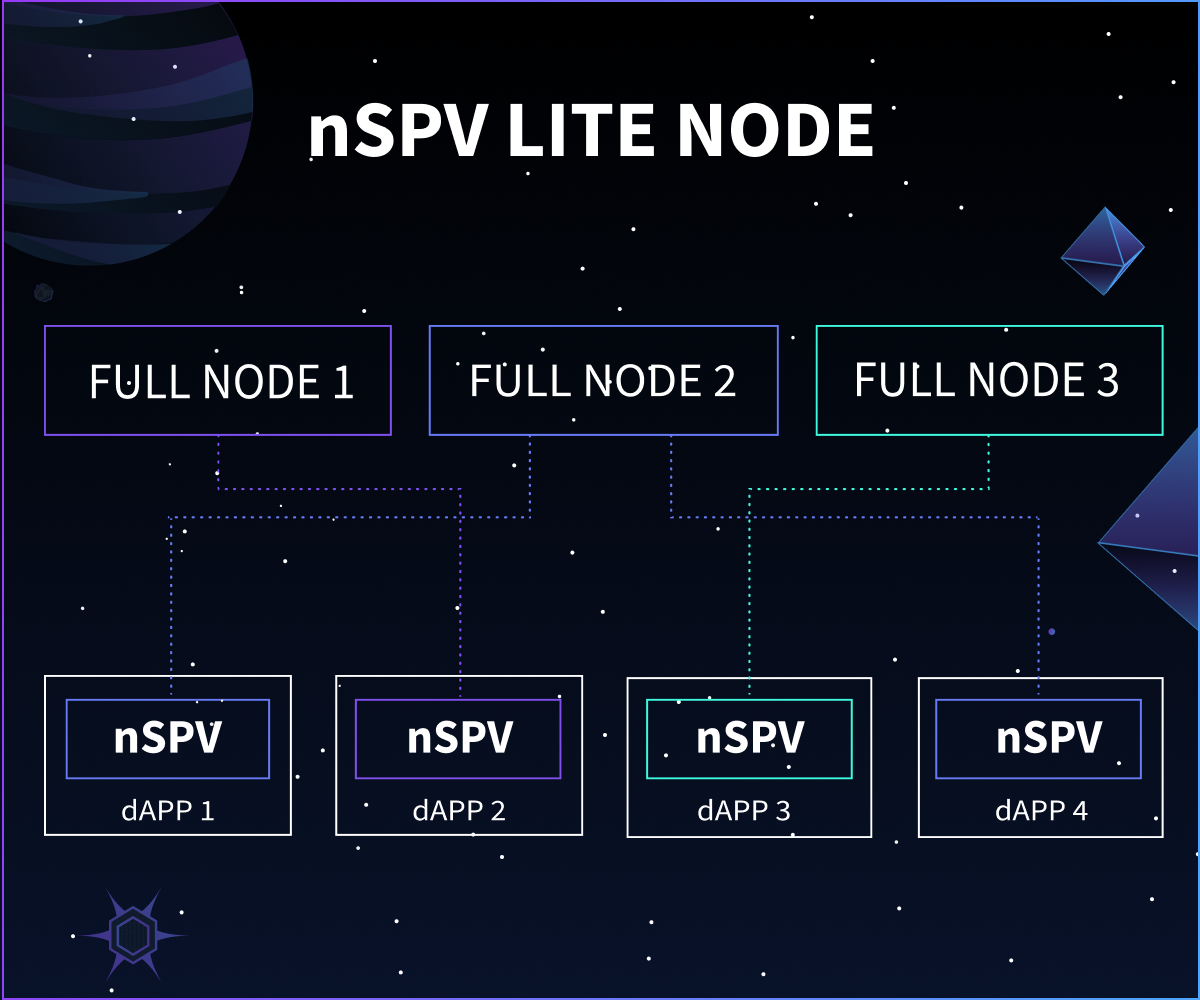 nSPV LITE NODE
FULL NODE 1
FULL NODE 2
FULL NODE 3
nSPV
dAPP 1
nSPV
dAPP 2
nSPV
dAPP 3
nSPV
dAPP 4